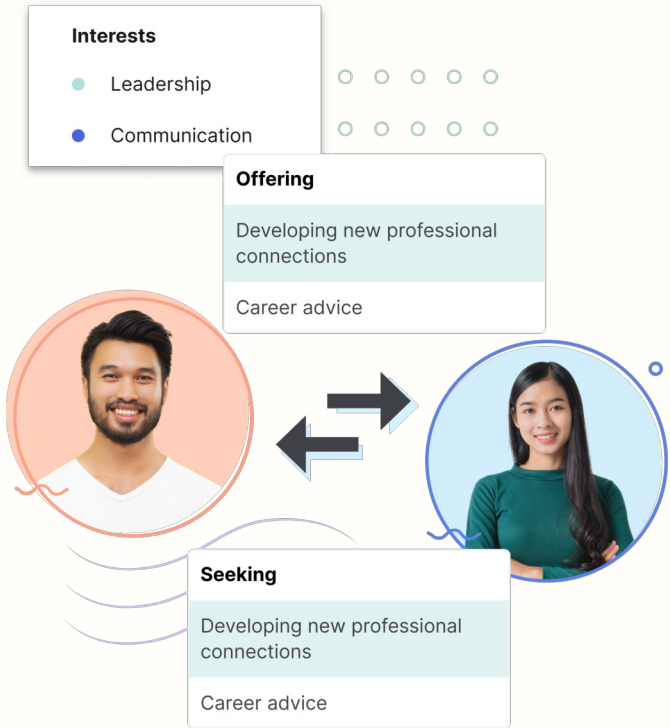 Interests
Leadership
Communication
Offering
Developing new professional
connections
Career advice
Seeking
Developing new professional
connections
Career advice